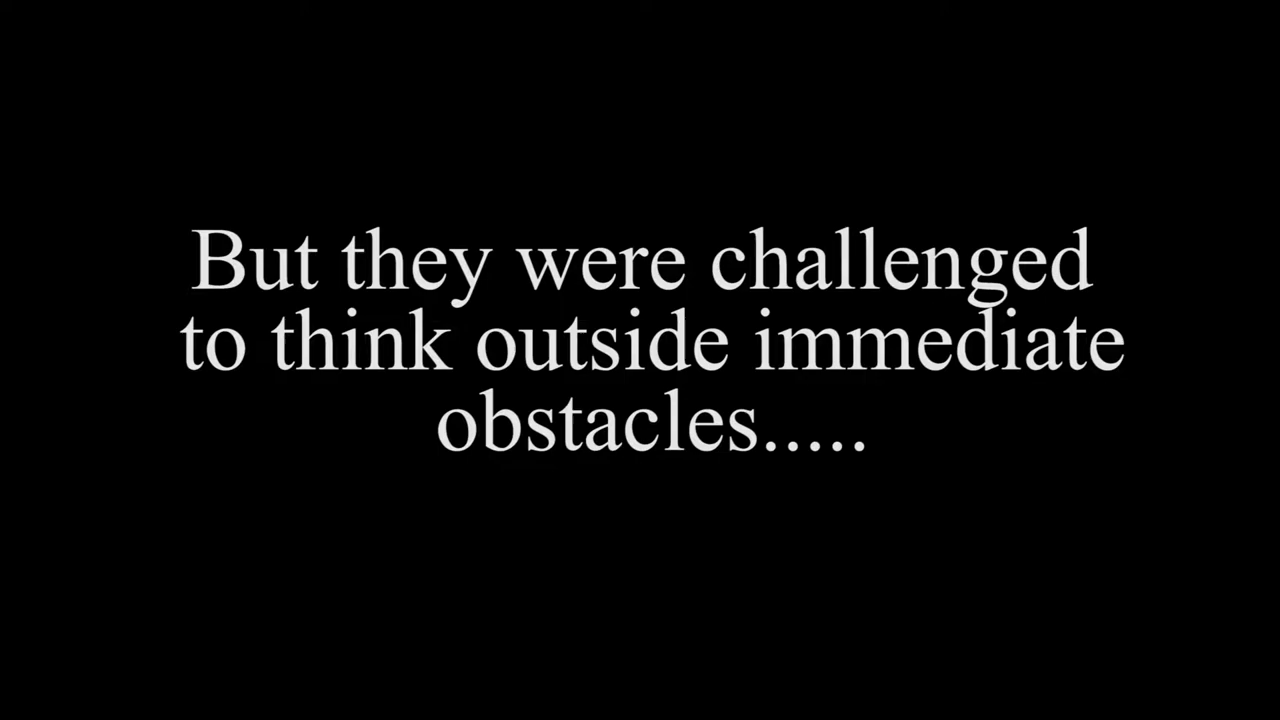 But they were challenged
to think outside immediate
obstacles.....